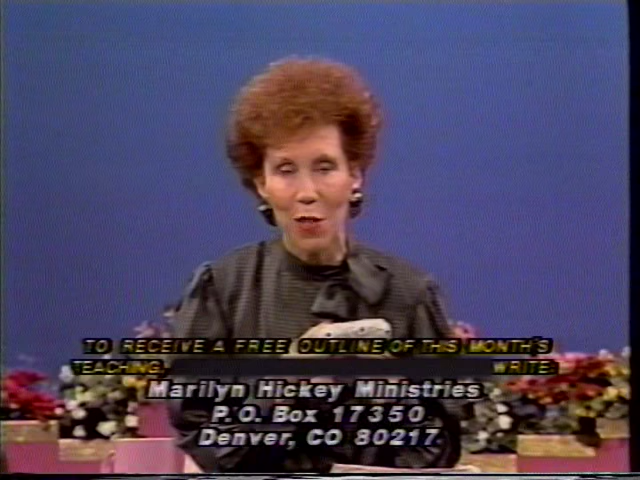 TO RECEIVE A FREE OUTLINE OF THIS MONTH'S
TEACHING, WRITE:
Marilyn Hickey Ministries
P.O. Box 17350
Denver, CO 80217